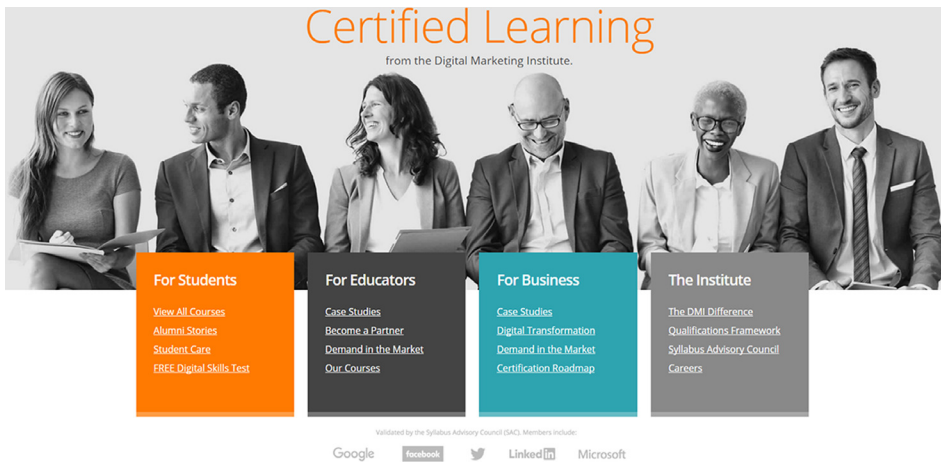 Certified Learning
from the Digital Marketing Institute.
For Students
View All Courses
Alumni Stories
Student Care
FREE Digital Skills Test
For Educators
Case Studies
Become a Partner
Demand in the Market
Our Courses
For Business
Case Studies
Digital Transformation
Demand in the Market
Certification Roadmap
The Institute
The DMI Difference
Qualifications Framework
Syllabus Advisory Council
Careers
Validated by the Syllabus Advisory Council (SAC). Members include:
Google facebook Linked in Microsoft